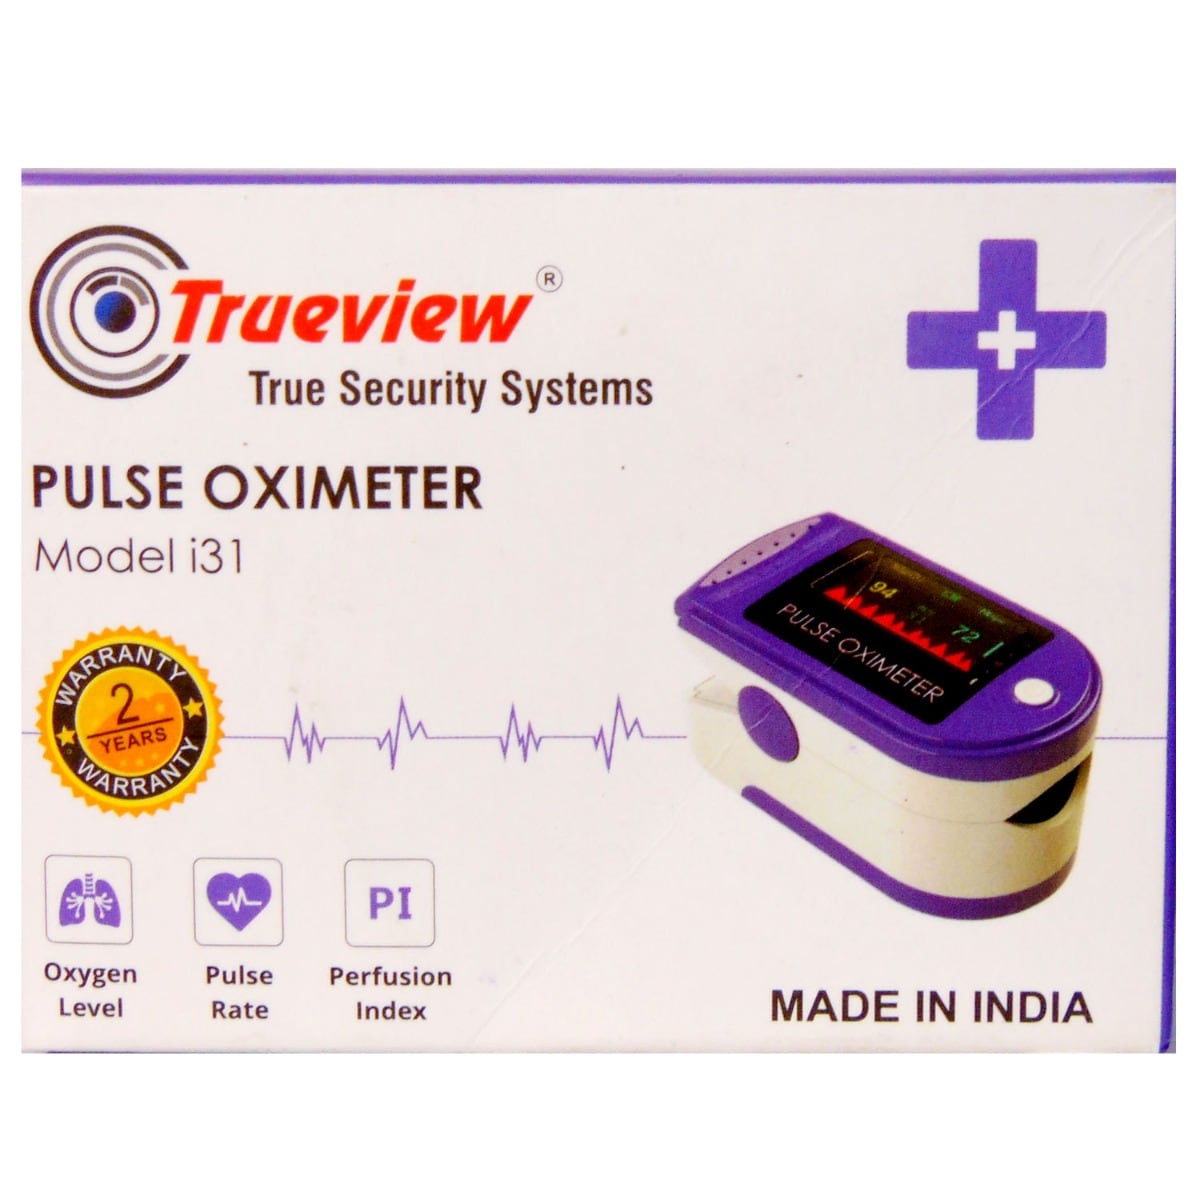 Trueview®
True Security Systems
PULSE OXIMETER
Model i31
94
72
PULSE OXIMETER
WARRANTY
2
YEARS
WARRANTY
PI
Oxygen
Level
Pulse
Rate
Perfusion
Index
MADE IN INDIA